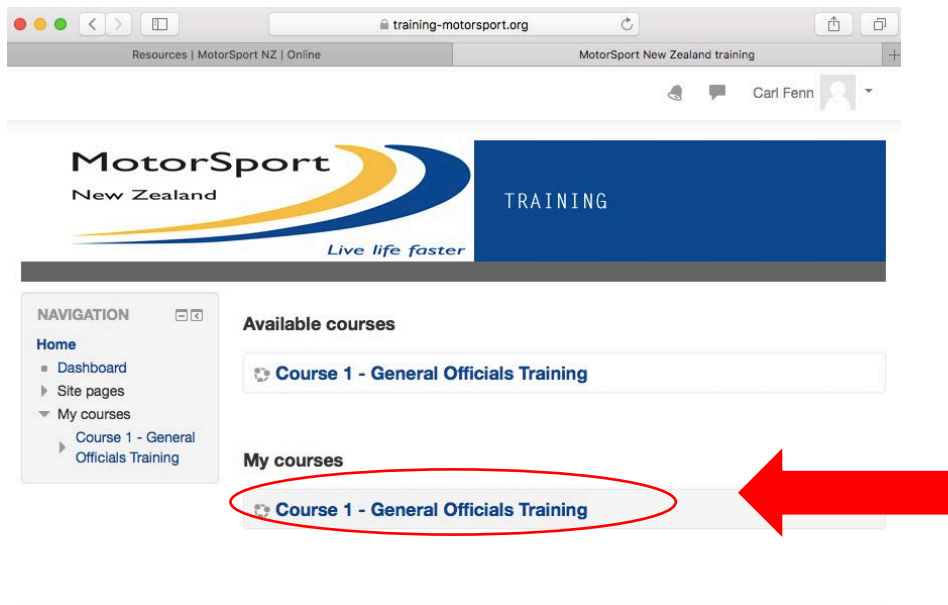 training-motorsport.org
Resources | MotorSport NZ | Online
MotorSport New Zealand training
Carl Fenn
MotorSport
New Zealand
Live life faster
TRAINING
NAVIGATION
Home
Dashboard
Site pages
My courses
Course 1 - General
Officials Training
Available courses
Course 1 - General Officials Training
My courses
Course 1 - General Officials Training